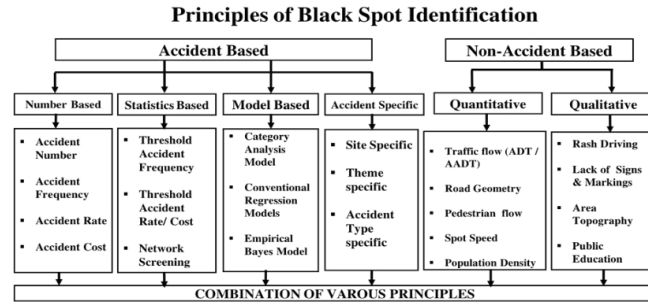 Principles of Black Spot Identification
Accident Based
Non-Accident Based
Number Based
Statistics Based
Model Based
Accident Specific
Quantitative
Qualitative
▪ Accident
Number
▪ Accident
Frequency
▪ Accident Rate
▪ Accident Cost
▪ Threshold
Accident
Frequency
▪ Threshold
Accident
Rate/ Cost
▪ Network
Screening
▪ Category
Analysis
Model
▪ Conventional
Regression
Models
▪ Empirical
Bayes Model
▪ Site Specific
▪ Theme
specific
▪ Accident
Type
specific
▪ Traffic flow (ADT /
AADT)
▪ Road Geometry
▪ Pedestrian flow
▪ Spot Speed
▪ Population Density
▪ Rash Driving
▪ Lack of Signs
& Markings
▪ Area
Topography
▪ Public
Education
COMBINATION OF VAROUS PRINCIPLES